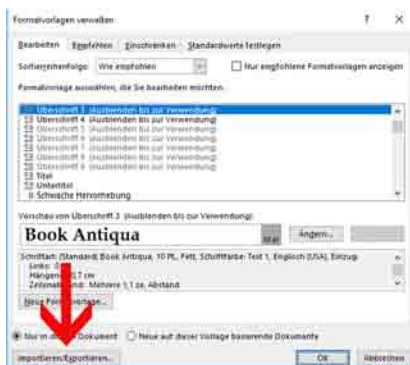 Formatvorlagen verwalten ? ×
Bearbeiten Empfehlen Einschränken Standardwerte festlegen
Sortierreihenfolge: Wie empfohlen Nur empfohlene Formatvorlagen anzeigen
Formatvorlage auswählen, die Sie bearbeiten möchten.
Überschrift 3 (Ausblenden bis zur Verwendung)
Überschrift 4 (Ausblenden bis zur Verwendung)
Überschrift 5 (Ausblenden bis zur Verwendung)
Überschrift 6 (Ausblenden bis zur Verwendung)
Überschrift 7 (Ausblenden bis zur Verwendung)
Überschrift 8 (Ausblenden bis zur Verwendung)
Überschrift 9 (Ausblenden bis zur Verwendung)
Titel
Untertitel
a Schwache Hervorhebung
Vorschau von Überschrift 3 (Ausblenden bis zur Verwendung):
Book Antiqua Ändern...
Schriftart: (Standard) Book Antiqua, 10 PL, Fett, Schriftfarbe: Text 1, Englisch (USA), Einzug:
Links:
Hängend: 0,7 cm
Mehrere 1,1 ze, Abstand
Neue Formatvorlage...
Nur in Dokument Neue auf dieser Vorlage basierende Dokumente
Importieren/Exportieren... OK Abbrechen